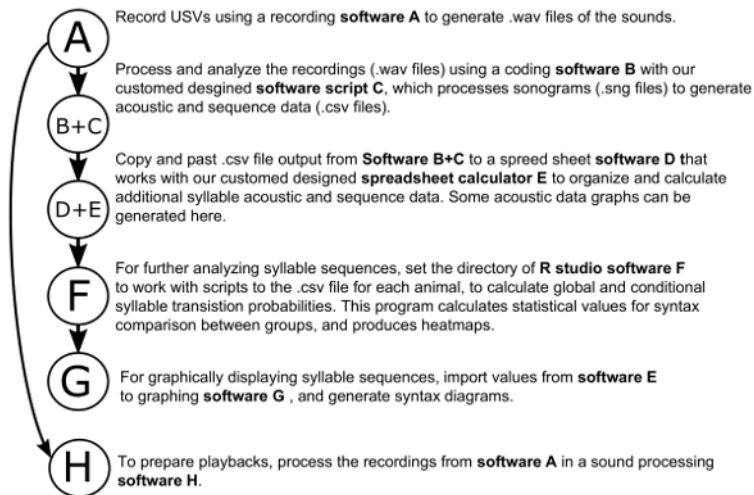 A
Record USVs using a recording software A to generate .wav files of the sounds.
Process and analyze the recordings (.wav files) using a coding software B with our
customed desgined software script C, which processes sonograms (.sng files) to generate
acoustic and sequence data (.csv files).
B+C
Copy and past .csv file output from Software B+C to a spreed sheet software D that
works with our customed designed spreadsheet calculator E to organize and calculate
additional syllable acoustic and sequence data. Some acoustic data graphs can be
generated here.
D+E
For further analyzing syllable sequences, set the directory of R studio software F
to work with scripts to the .csv file for each animal, to calculate global and conditional
syllable transistion probabilities. This program calculates statistical values for syntax
comparison between groups, and produces heatmaps.
F
For graphically displaying syllable sequences, import values from software E
to graphing software G , and generate syntax diagrams.
G
To prepare playbacks, process the recordings from software A in a sound processing
software H.
H